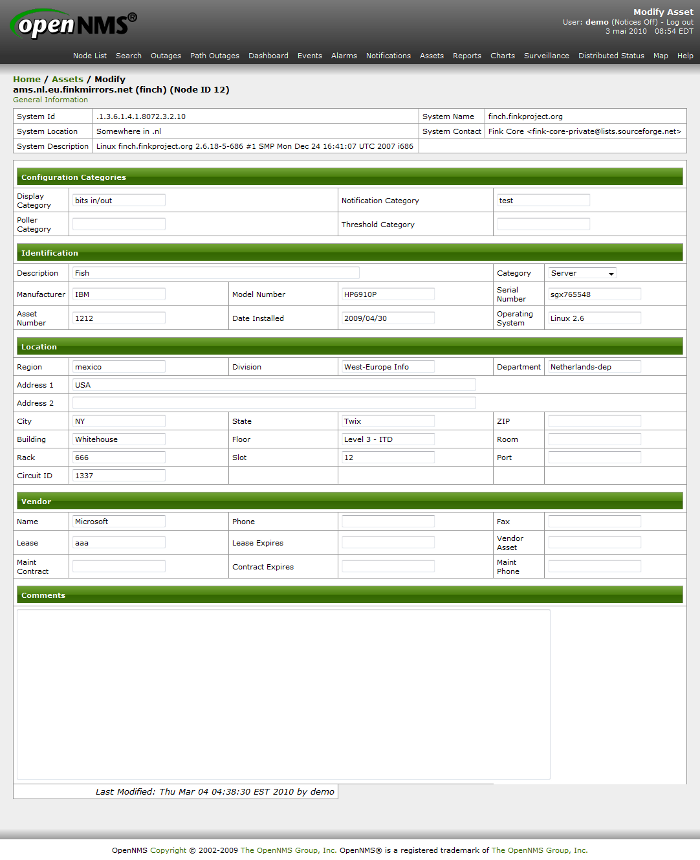 openNMS®
Modify Asset
User: demo (Notices Off) - Log out
3 mai 2010 08:54 EDT
Node List Search Outages Path Outages Dashboard Events Alarms Notifications Assets Reports Charts Surveillance Distributed Status Map Help
Home / Assets / Modify
ams.nl.eu.finkmirrors.net (finch) (Node ID 12)
General Information
System Id .1.3.6.1.4.1.8072.3.2.10 System Name finch.finkproject.org
System Location Somewhere in .nl System Contact Fink Core <fink-core-private@lists.sourceforge.net>
System Description Linux finch.finkproject.org 2.6.18-5-686 #1 SMP Mon Dec 24 16:41:07 UTC 2007 i686
Configuration Categories
Display Category bits in/out Notification Category test
Poller Category Threshold Category
Identification
Description Fish Category Server
Manufacturer IBM Model Number HP6910P Serial Number sgx765548
Asset Number 1212 Date Installed 2009/04/30 Operating System Linux 2.6
Location
Region mexico Division West-Europe Info Department Netherlands-dep
Address 1 USA
Address 2
City NY State Twix ZIP
Building Whitehouse Floor Level 3 - ITD Room
Rack 666 Slot 12 Port
Circuit ID 1337
Vendor
Name Microsoft Phone Fax
Lease aaa Lease Expires Vendor Asset
Maint Contract Contract Expires Maint Phone
Comments
Last Modified: Thu Mar 04 04:38:30 EST 2010 by demo
OpenNMS Copyright © 2002-2009 The OpenNMS Group, Inc. OpenNMS® is a registered trademark of The OpenNMS Group, Inc.